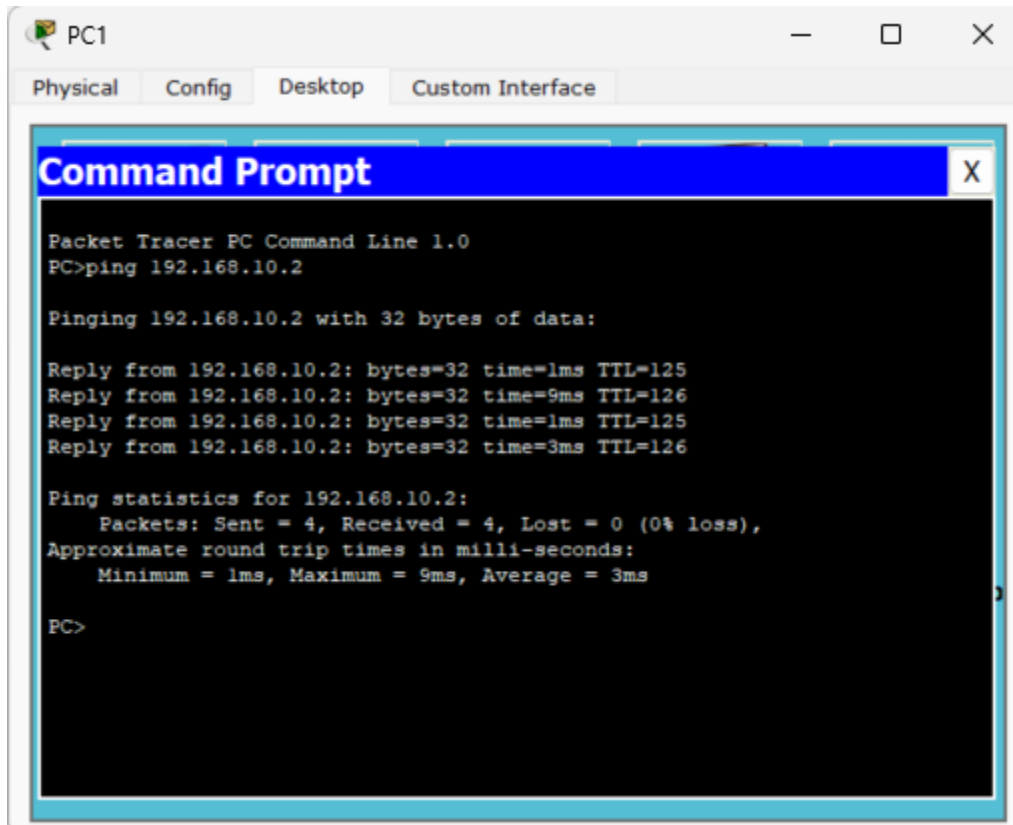 PC1
Physical Config Desktop Custom Interface
Command Prompt X
Packet Tracer PC Command Line 1.0
PC>ping 192.168.10.2
Pinging 192.168.10.2 with 32 bytes of data:
Reply from 192.168.10.2: bytes=32 time=1ms TTL=125
Reply from 192.168.10.2: bytes=32 time=9ms TTL=126
Reply from 192.168.10.2: bytes=32 time=1ms TTL=125
Reply from 192.168.10.2: bytes=32 time=3ms TTL=126
Ping statistics for 192.168.10.2:
Packets: Sent = 4, Received = 4, Lost = 0 (0% loss),
Approximate round trip times in milli-seconds:
Minimum = 1ms, Maximum = 9ms, Average = 3ms
PC>